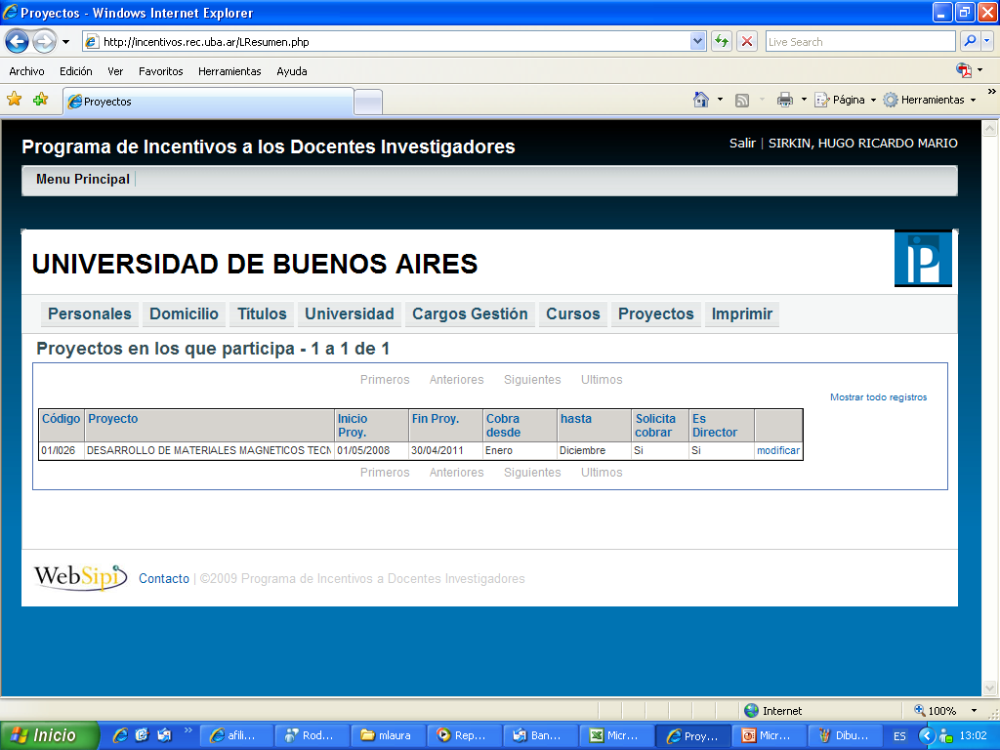 Proyectos - Windows Internet Explorer
http://incentivos.rec.uba.ar/LResumen.php
Live Search
Archivo Edición Ver Favoritos Herramientas Ayuda
Proyectos
Página Herramientas
Programa de Incentivos a los Docentes Investigadores
Salir | SIRKIN, HUGO RICARDO MARIO
Menu Principal
UNIVERSIDAD DE BUENOS AIRES
iP
Personales Domicilio Titulos Universidad Cargos Gestión Cursos Proyectos Imprimir
Proyectos en los que participa - 1 a 1 de 1
Primeros Anteriores Siguientes Ultimos
Mostrar todo registros
Código Proyecto Inicio Proy. Fin Proy. Cobra desde hasta Solicita cobrar Es Director
01/I026 DESARROLLO DE MATERIALES MAGNETICOS TECN 01/05/2008 30/04/2011 Enero Diciembre Si Si modificar
Primeros Anteriores Siguientes Ultimos
WebSipi Contacto | ©2009 Programa de Incentivos a Docentes Investigadores
Internet 100%
Inicio afili... Rod... mlaura Rep... Ban... Micr... Proy... Micr... Dibu... ES 13:02